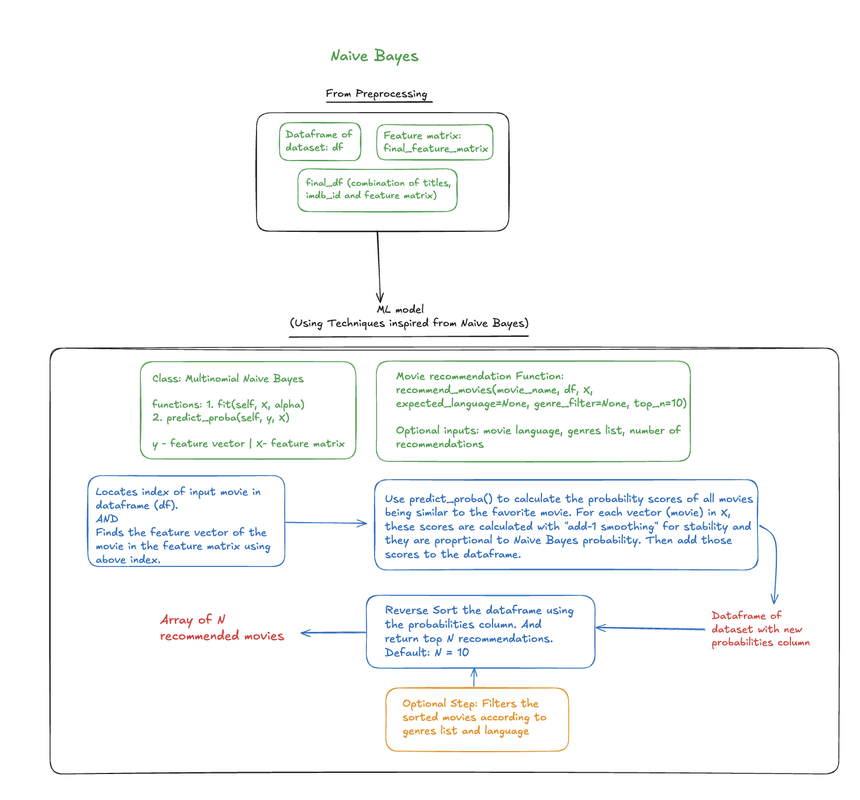 Naive Bayes
From Preprocessing
Dataframe of
dataset: df
Feature matrix:
final_feature_matrix
final_df (combination of titles,
imdb_id and feature matrix)
ML model
(Using Techniques inspired from Naive Bayes)
Class: Multinomial Naive Bayes
functions: 1. fit(self, X, alpha)
2. predict_proba(self, y, X)
y - feature vector | X- feature matrix
Movie recommendation Function:
recommend_movies(movie_name, df, X,
expected_language=None, genre_filter=None, top_n=10)
Optional inputs: movie language, genres list, number of
recommendations
Locates index of input movie in
dataframe (df).
AND
Finds the feature vector of the
movie in the feature matrix using
above index.
Use predict_proba() to calculate the probability scores of all movies
being similar to the favorite movie. For each vector (movie) in X,
these scores are calculated with "add-1 smoothing" for stability and
they are proprtional to Naive Bayes probability. Then add those
scores to the dataframe.
Dataframe of
dataset with new
probabilities column
Reverse Sort the dataframe using
the probabilities column. And
return top N recommendations.
Default: N = 10
Array of N
recommended movies
Optional Step: Filters the
sorted movies according to
genres list and language